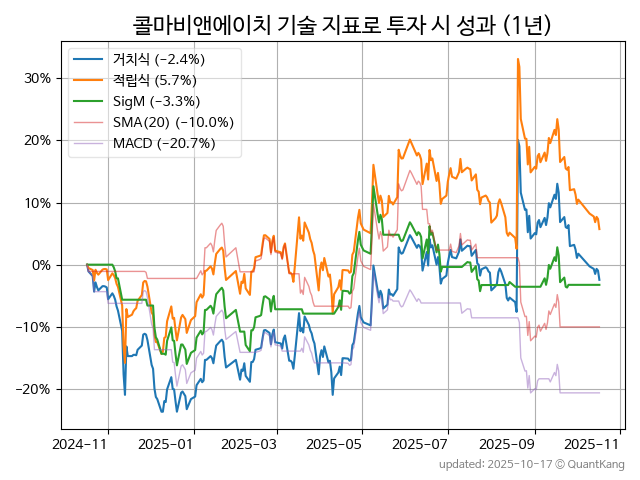 콜마비앤에이치 기술 지표로 투자 시 성과 (1년)
거치식 (−2.4%)
적립식 (5.7%)
SigM (−3.3%)
SMA(20) (−10.0%)
MACD (−20.7%)
30%
20%
10%
0%
−10%
−20%
2024-11 2025-01 2025-03 2025-05 2025-07 2025-09 2025-11
updated: 2025-10-17 © QuantKang